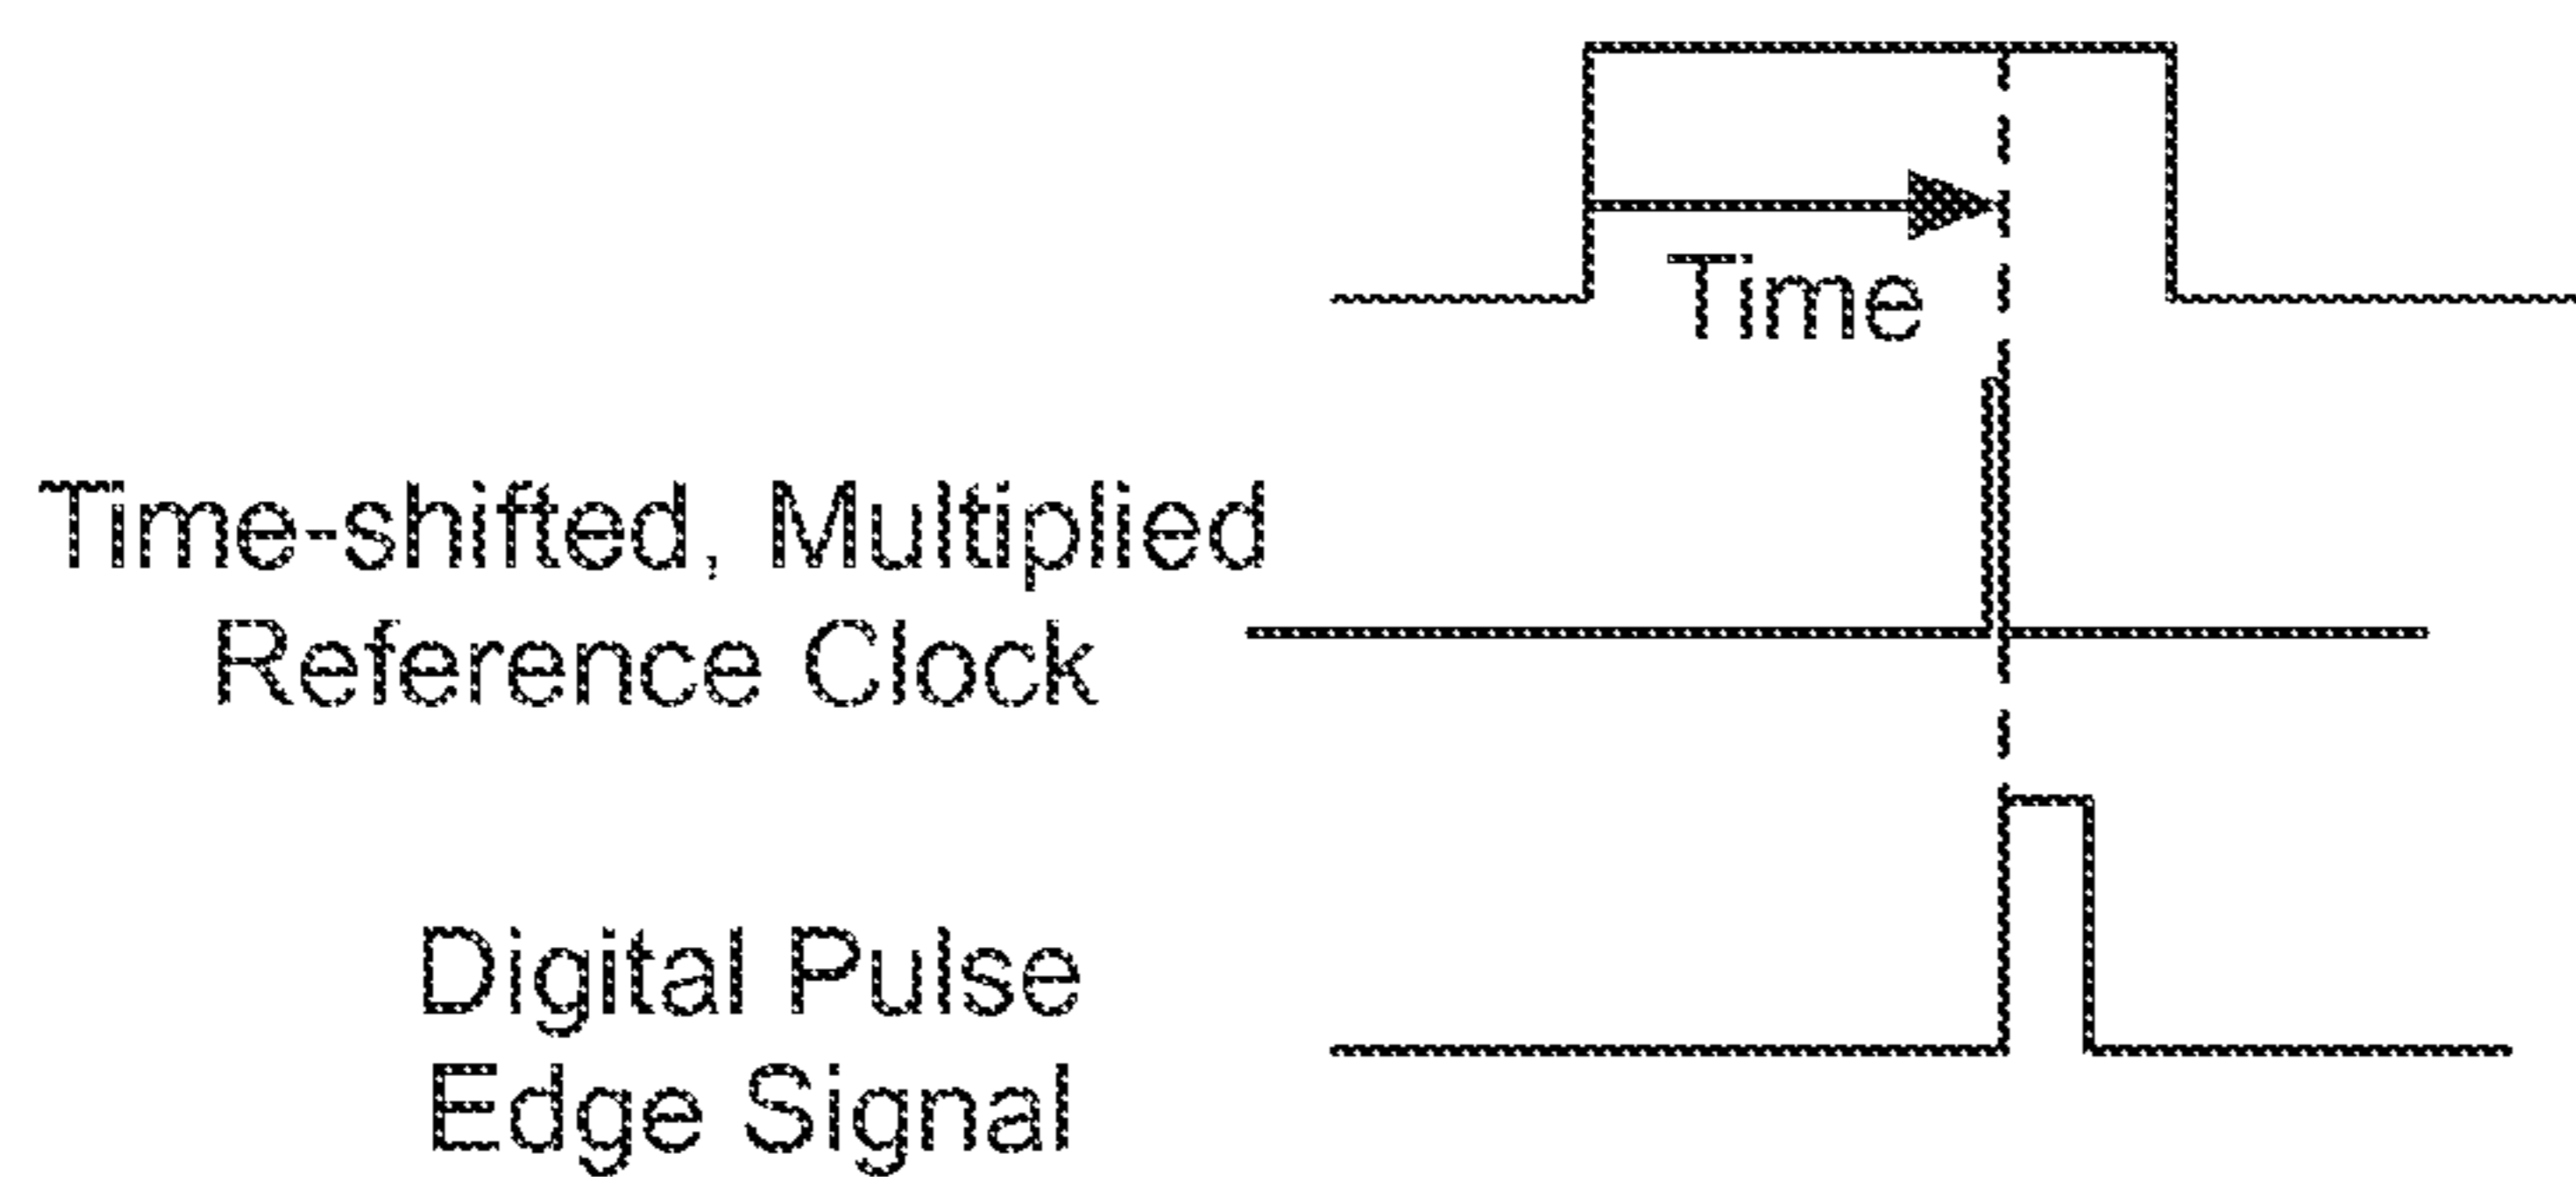 Time
Time-shifted, Multiplied
Reference Clock
Digital Pulse
Edge Signal